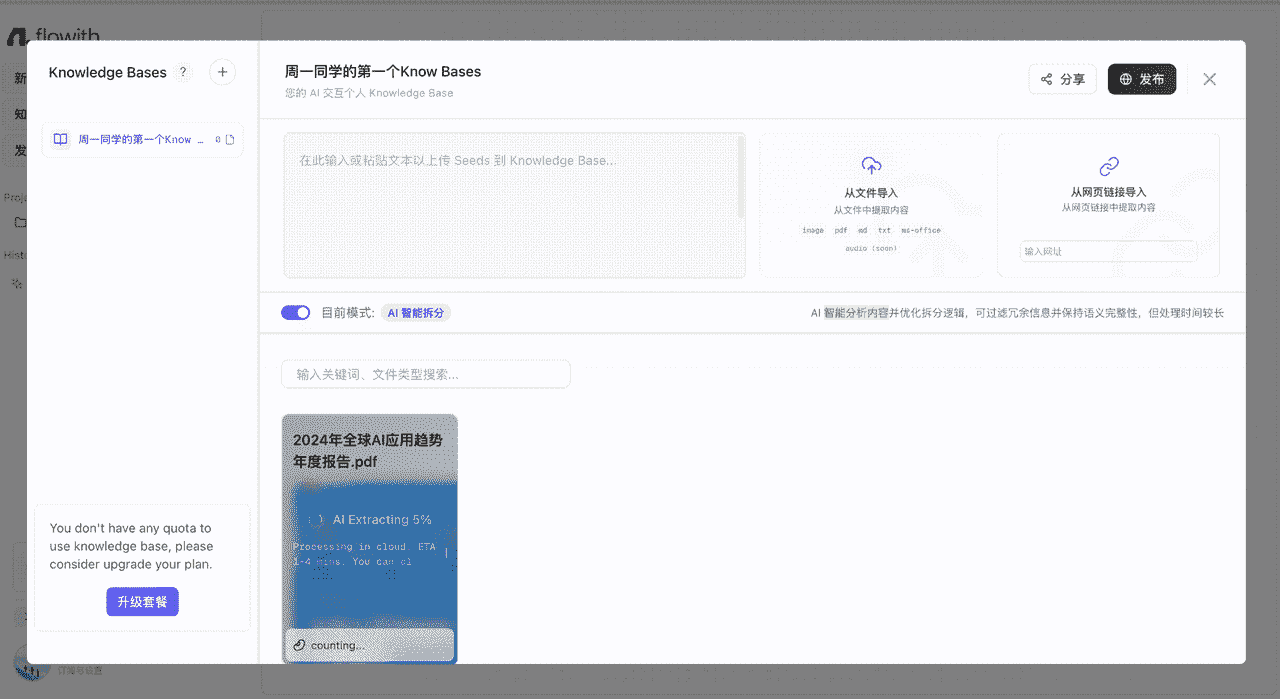 flowith
新
知
发
Knowledge Bases ?
周一同学的第一个Know ...
You don't have any quota to
use knowledge base, please
consider upgrade your plan.
升级套餐
订阅与设置
周一同学的第一个Know Bases
您的 AI 交互个人 Knowledge Base
分享
发布
在此输入或粘贴文本以上传 Seeds 到 Knowledge Base...
从文件导入
从文件中提取内容
image pdf md txt ms-office
audio (soon)
从网页链接导入
从网页链接中提取内容
输入网址
目前模式:
AI 智能拆分
AI 智能分析内容并优化拆分逻辑，可过滤冗余信息并保持语义完整性，但处理时间较长
输入关键词、文件类型搜索...
2024年全球AI应用趋势
年度报告.pdf
AI Extracting 5%
Processing in cloud. ETA
1-4 mins. You can cl
counting...